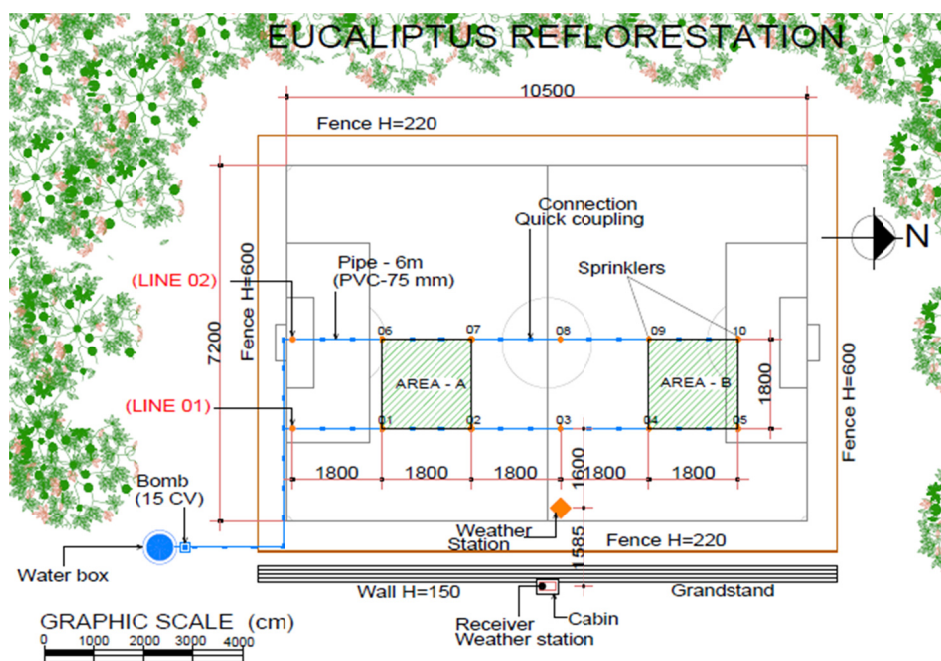 EUCALIPTUS REFLORESTATION
10500
Fence H=220
Connection
Quick coupling
N
Pipe - 6m
(PVC-75 mm)
Sprinklers
(LINE 02)
Fence H=600
7200
06
07
08
09
10
AREA - A
AREA - B
1800
Fence H=600
(LINE 01)
01
02
03
04
05
1800
1800
1800
1800
1800
1600
Bomb
(15 CV)
Weather
Station
Fence H=220
1585
Water box
Wall H=150
Grandstand
Receiver
Weather station
Cabin
GRAPHIC SCALE (cm)
0 1000 2000 3000 4000